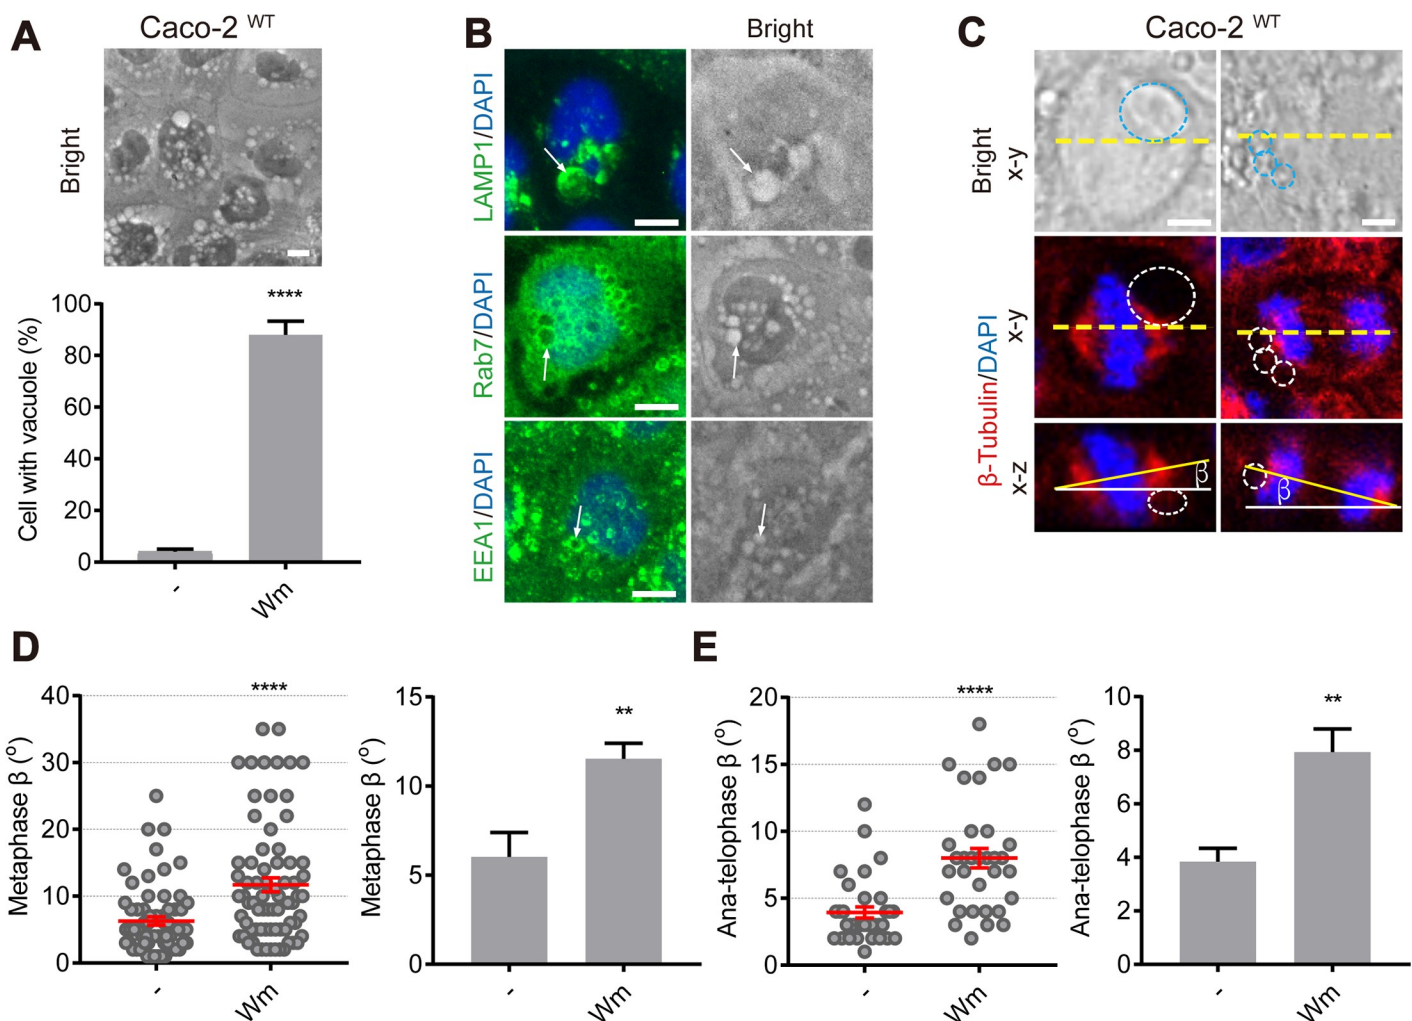 A
Caco-2 WT
Bright
Cell with vacuole (%)
100
80
60
40
20
0
****
-
Wm
B
Bright
LAMP1/DAPI
Rab7/DAPI
EEA1/DAPI
C
Caco-2 WT
Bright
x-y
x-y
β-Tubulin/DAPI
x-z
β
β
D
Metaphase β (o)
40
30
20
10
0
****
-
Wm
Metaphase β (o)
15
10
5
0
**
-
Wm
E
Ana-telophase β (o)
20
15
10
5
0
****
-
Wm
Ana-telophase β (o)
10
8
6
4
2
0
**
-
Wm